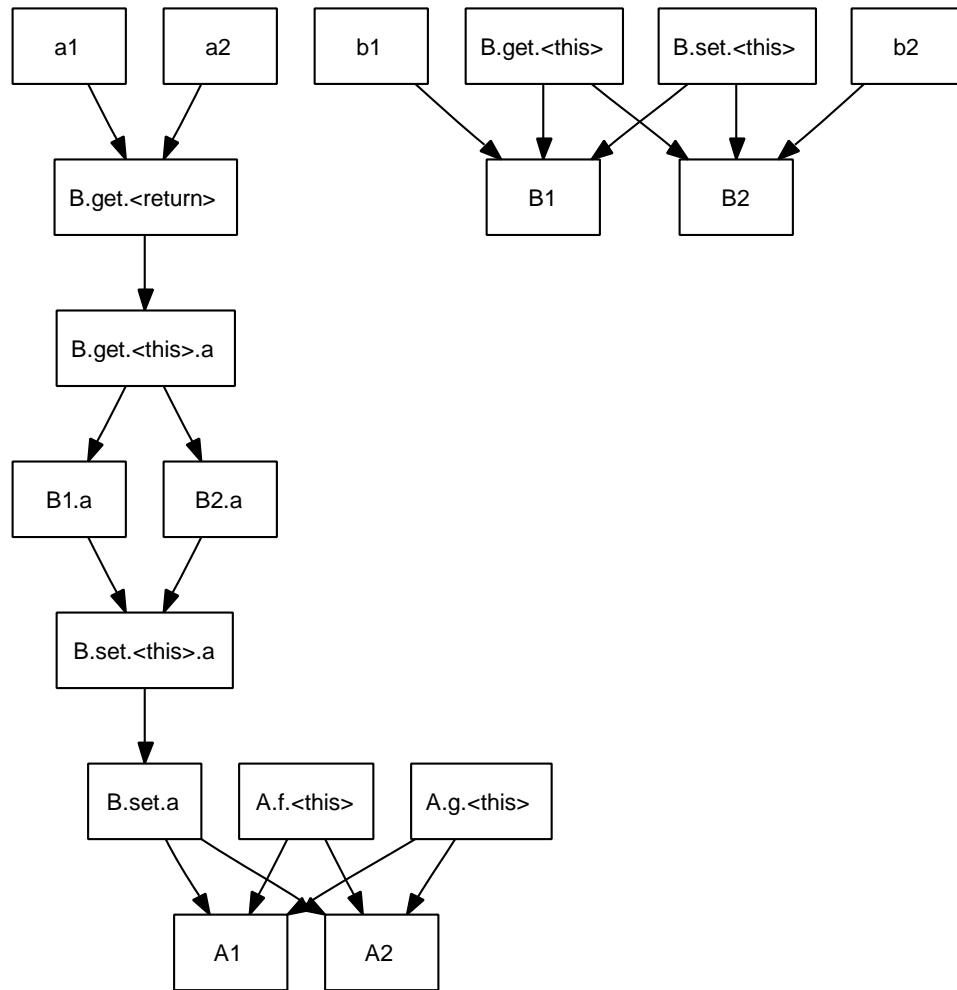 a1
a2
b1
B.get.<this>
B.set.<this>
b2
B.get.<return>
B1
B2
B.get.<this>.a
B1.a
B2.a
B.set.<this>.a
B.set.a
A.f.<this>
A.g.<this>
A1
A2